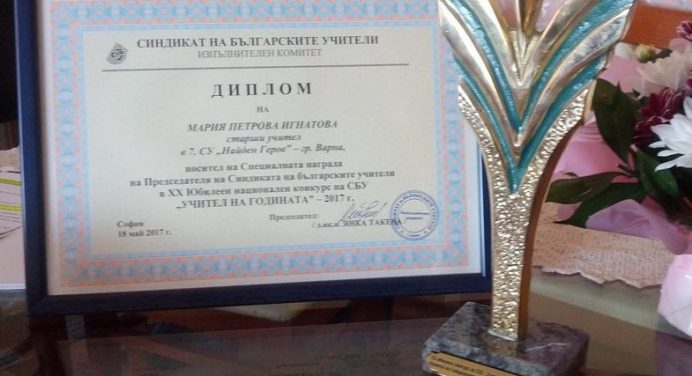 СИНДИКАТ НА БЪЛГАРСКИТЕ УЧИТЕЛИ
ИЗПЪЛНИТЕЛЕН КОМИТЕТ
ДИПЛОМ
НА
МАРИЯ ПЕТРОВА ИГНАТОВА
старши учител
в 7. СУ „Найден Геров” – гр. Варна,
носител на Специалната награда
на Председателя на Синдиката на българските учители
в XX Юбилеен национален конкурс на СБУ
„УЧИТЕЛ НА ГОДИНАТА” – 2017 г.
София
18 май 2017 г.
Председател:
/ д.ик.н. ЯНКА ТАКЕВА